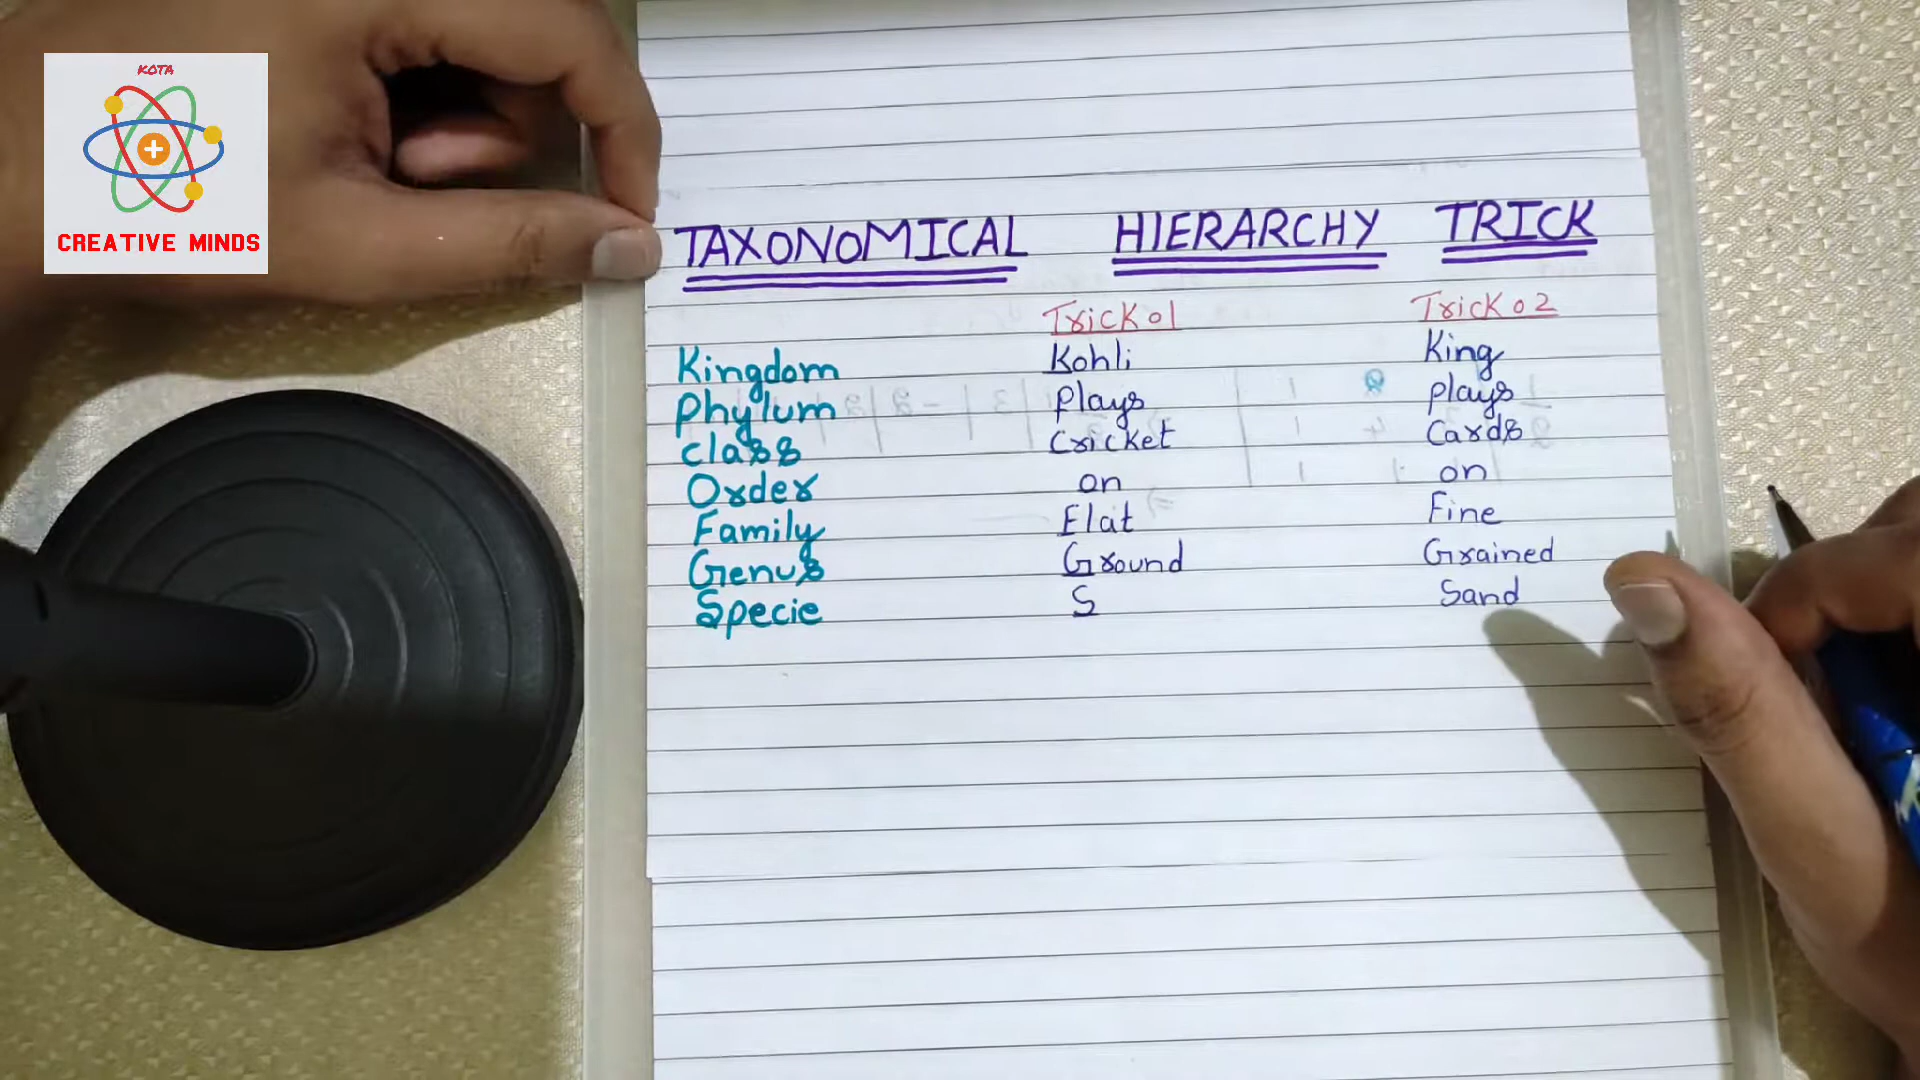 KOTA
CREATIVE MINDS
TAXONOMICAL HIERARCHY TRICK
Trick 01 Trick 02
Kingdom Kohli King
Phylum Plays plays
class Cricket Cards
Order on on
Family Flat Fine
Genus Ground Grained
Specie S Sand